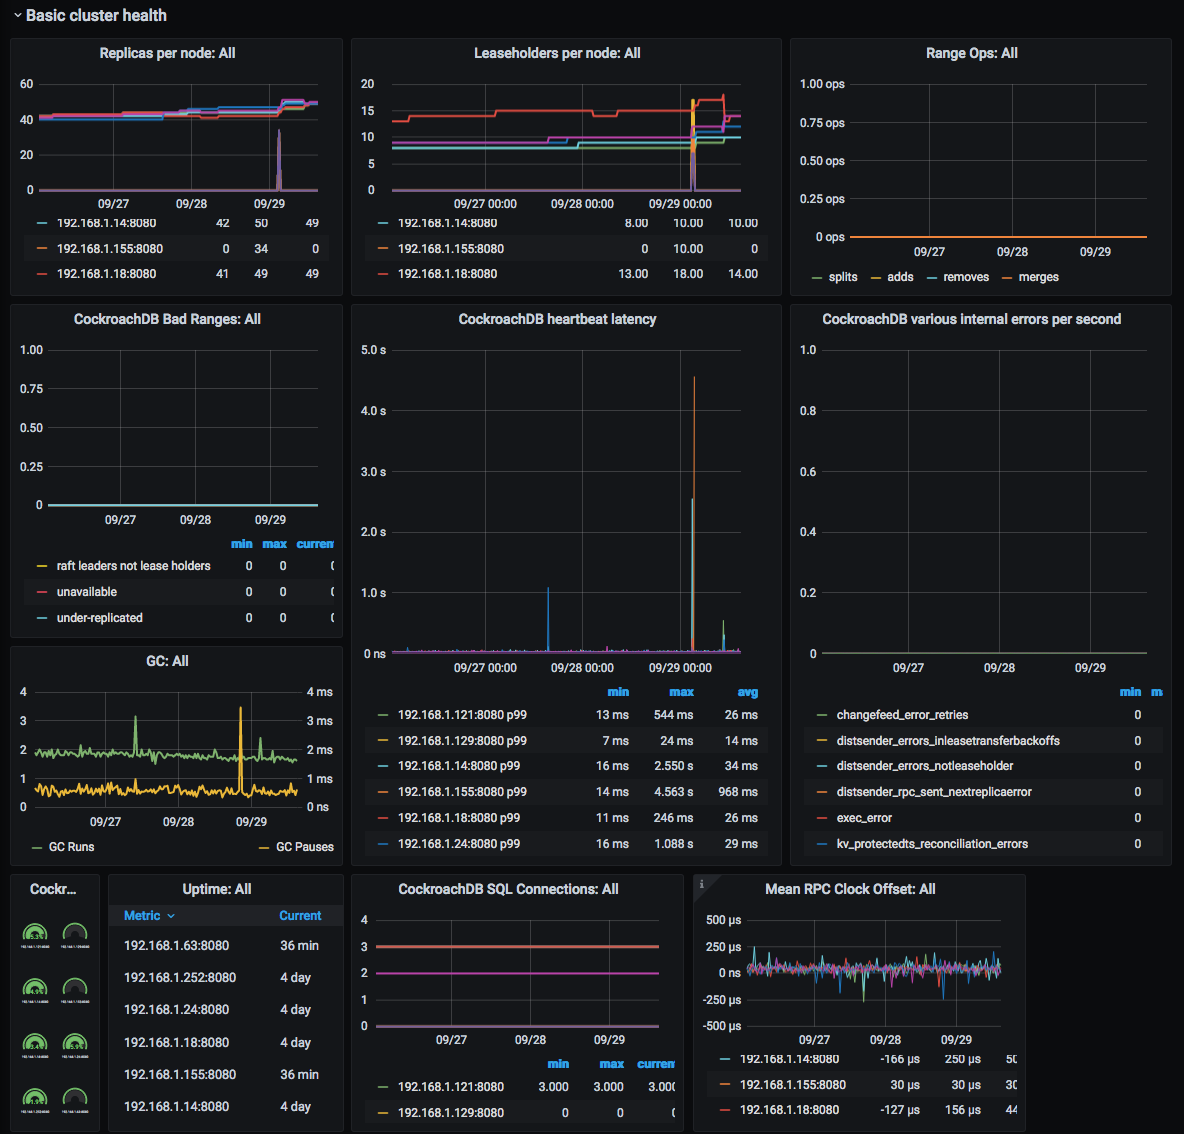 Basic cluster health
Replicas per node: All
60
40
20
0
09/27 09/28 09/29
192.168.1.14:8080 42 50 49
192.168.1.155:8080 0 34 0
192.168.1.18:8080 41 49 49
Leaseholders per node: All
20
15
10
5
0
09/27 00:00 09/28 00:00 09/29 00:00
192.168.1.14:8080 8.00 10.00 10.00
192.168.1.155:8080 0 10.00 0
192.168.1.18:8080 13.00 18.00 14.00
Range Ops: All
1.00 ops
0.75 ops
0.50 ops
0.25 ops
0 ops
09/27 09/28 09/29
splits adds removes merges
CockroachDB Bad Ranges: All
1.00
0.75
0.50
0.25
0
09/27 09/28 09/29
min max current
raft leaders not lease holders 0 0 0
unavailable 0 0 0
under-replicated 0 0 0
CockroachDB heartbeat latency
5.0 s
4.0 s
3.0 s
2.0 s
1.0 s
0 ns
09/27 00:00 09/28 00:00 09/29 00:00
min max avg
192.168.1.121:8080 p99 13 ms 544 ms 26 ms
192.168.1.129:8080 p99 7 ms 24 ms 14 ms
192.168.1.14:8080 p99 16 ms 2.550 s 34 ms
192.168.1.155:8080 p99 14 ms 4.563 s 968 ms
192.168.1.18:8080 p99 11 ms 246 ms 26 ms
192.168.1.24:8080 p99 16 ms 1.088 s 29 ms
CockroachDB various internal errors per second
1.0
0.8
0.6
0.4
0.2
0
09/27 09/28 09/29
min m
changefeed_error_retries 0
distsender_errors_inleasetransferbackoffs 0
distsender_errors_notleaseholder 0
distsender_rpc_sent_nextreplicaerror 0
exec_error 0
kv_protectedts_reconciliation_errors 0
GC: All
4 4 ms
3 3 ms
2 2 ms
1 1 ms
0 0 ns
09/27 09/28 09/29
GC Runs GC Pauses
Cockr...
Uptime: All
Metric Current
192.168.1.63:8080 36 min
192.168.1.252:8080 4 day
192.168.1.24:8080 4 day
192.168.1.18:8080 4 day
192.168.1.155:8080 36 min
192.168.1.14:8080 4 day
CockroachDB SQL Connections: All
4
3
2
1
0
09/27 09/28 09/29
min max current
192.168.1.121:8080 3.000 3.000 3.000
192.168.1.129:8080 0 0 0
Mean RPC Clock Offset: All
500 µs
250 µs
0 ns
-250 µs
-500 µs
09/27 09/28 09/29
192.168.1.14:8080 -166 µs 250 µs 50
192.168.1.155:8080 30 µs 30 µs 30
192.168.1.18:8080 -127 µs 156 µs 44